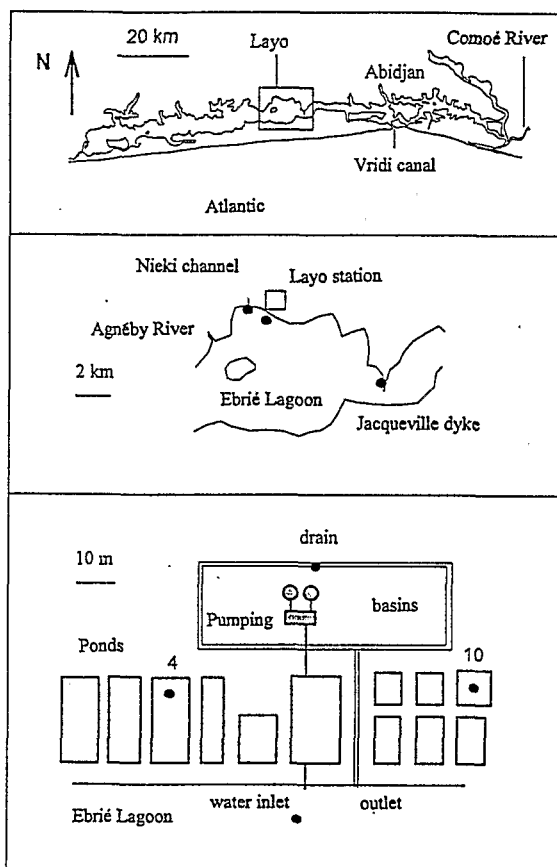 20 km
Layo
Comoé River
N
Abidjan
Vridi canal
Atlantic
Nieki channel
Layo station
Agnéby River
2 km
Ebrié Lagoon
Jacqueville dyke
drain
10 m
Pumping
basins
Ponds
4
10
water inlet
outlet
Ebrié Lagoon